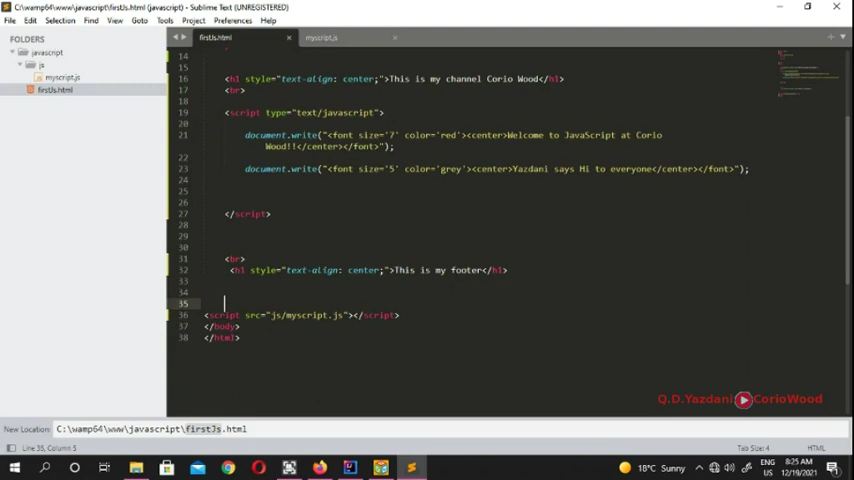 C:\wamp64\www\javascript\firstJs.html (javascript) - Sublime Text (UNREGISTERED)
File Edit Selection Find View Goto Tools Project Preferences Help
FOLDERS
javascript
js
myscript.js
firstJs.html
firstJs.html × myscript.js ×
14
15
16 <h1 style="text-align: center;">This is my channel Corio Wood</h1>
17 <br>
18
19 <script type="text/javascript">
20
21 document.write("<font size='7' color='red'><center>Welcome to JavaScript at Corio
Wood!!</center></font>");
22
23 document.write("<font size='5' color='grey'><center>Yazdani says Hi to everyone</center></font>");
24
25
26
27 </script>
28
29
30
31 <br>
32 <h1 style="text-align: center;">This is my footer</h1>
33
34
35
36 <script src="js/myscript.js"></script>
37 </body>
38 </html>
Q.D.Yazdani CorioWood
New Location: C:\wamp64\www\javascript\firstJs.html
Line 35, Column 5 Tab Size: 4 HTML
18°C Sunny ENG 8:25 AM
US 12/19/2021